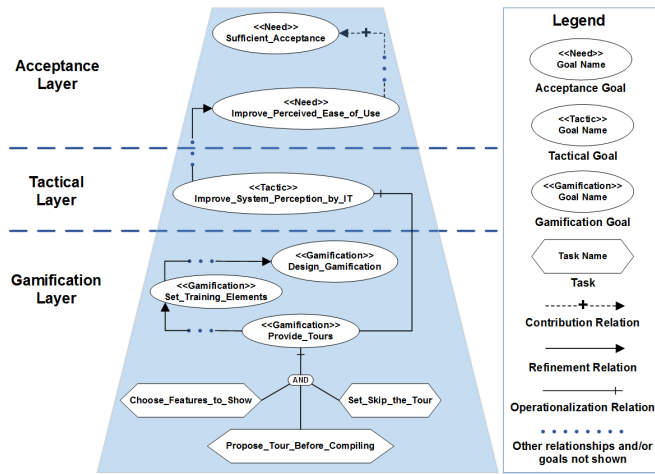 Acceptance
Layer
<<Need>>
Sufficient_Acceptance
<<Need>>
Improve_Perceived_Ease_of_Use
Tactical
Layer
<<Tactic>>
Improve_System_Perception_by_IT
Gamification
Layer
<<Gamification>>
Design_Gamification
<<Gamification>>
Set_Training_Elements
<<Gamification>>
Provide_Tours
AND
Choose_Features_to_Show
Set_Skip_the_Tour
Propose_Tour_Before_Compiling
Legend
<<Need>>
Goal Name
Acceptance Goal
<<Tactic>>
Goal Name
Tactical Goal
<<Gamification>>
Goal Name
Gamification Goal
Task Name
Task
Contribution Relation
Refinement Relation
Operationalization Relation
Other relationships and/or
goals not shown